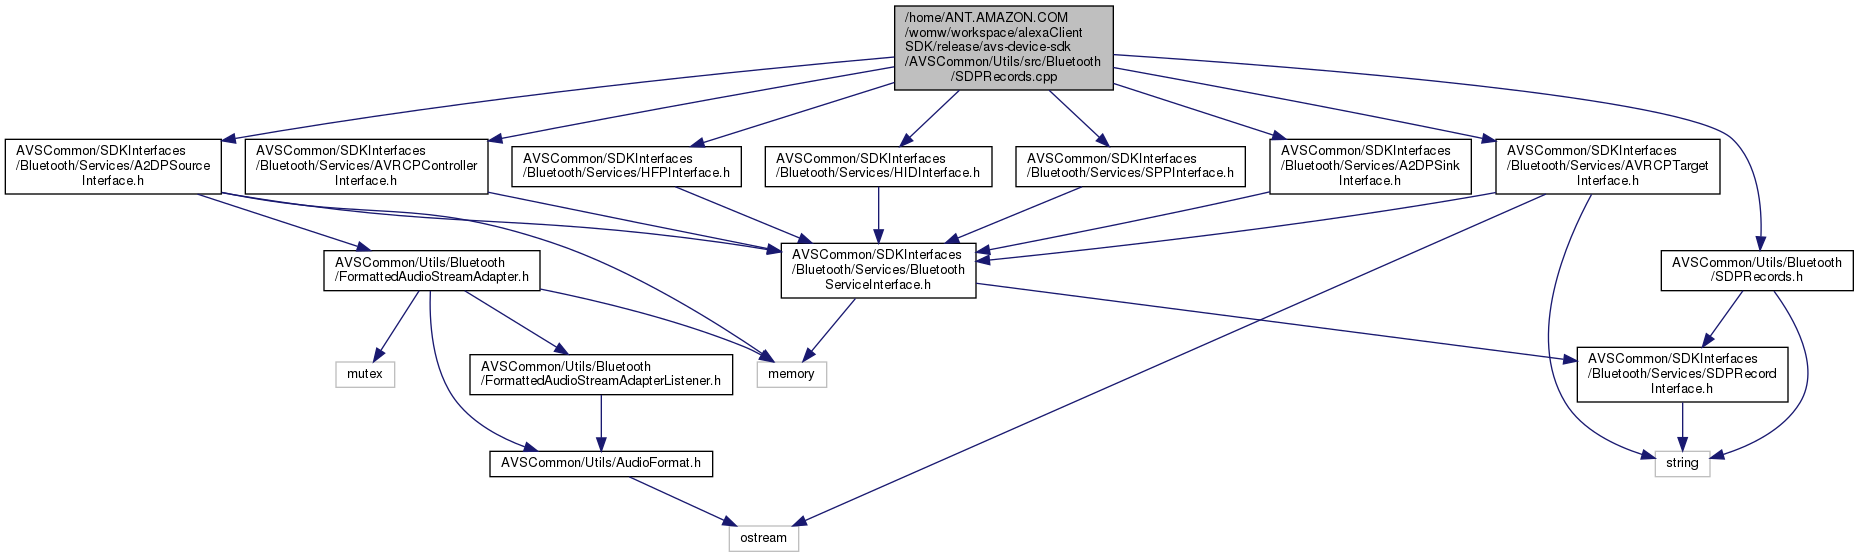 /home/ANT.AMAZON.COM
/womw/workspace/alexaClient
SDK/release/avs-device-sdk
/AVSCommon/Utils/src/Bluetooth
/SDPRecords.cpp
AVSCommon/SDKInterfaces
/Bluetooth/Services/A2DPSource
Interface.h
AVSCommon/SDKInterfaces
/Bluetooth/Services/AVRCPController
Interface.h
AVSCommon/SDKInterfaces
/Bluetooth/Services/HFPInterface.h
AVSCommon/SDKInterfaces
/Bluetooth/Services/HIDInterface.h
AVSCommon/SDKInterfaces
/Bluetooth/Services/SPPInterface.h
AVSCommon/SDKInterfaces
/Bluetooth/Services/A2DPSink
Interface.h
AVSCommon/SDKInterfaces
/Bluetooth/Services/AVRCPTarget
Interface.h
AVSCommon/Utils/Bluetooth
/FormattedAudioStreamAdapter.h
AVSCommon/SDKInterfaces
/Bluetooth/Services/Bluetooth
ServiceInterface.h
AVSCommon/Utils/Bluetooth
/SDPRecords.h
mutex
AVSCommon/Utils/Bluetooth
/FormattedAudioStreamAdapterListener.h
memory
AVSCommon/SDKInterfaces
/Bluetooth/Services/SDPRecord
Interface.h
AVSCommon/Utils/AudioFormat.h
string
ostream